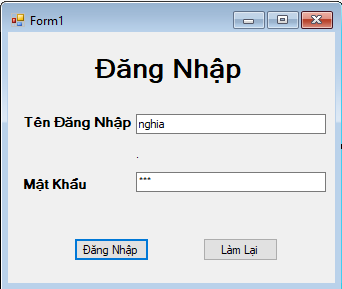 Form1
Đăng Nhập
Tên Đăng Nhập nghia
.
Mật Khẩu ***
Đăng Nhập Làm Lại